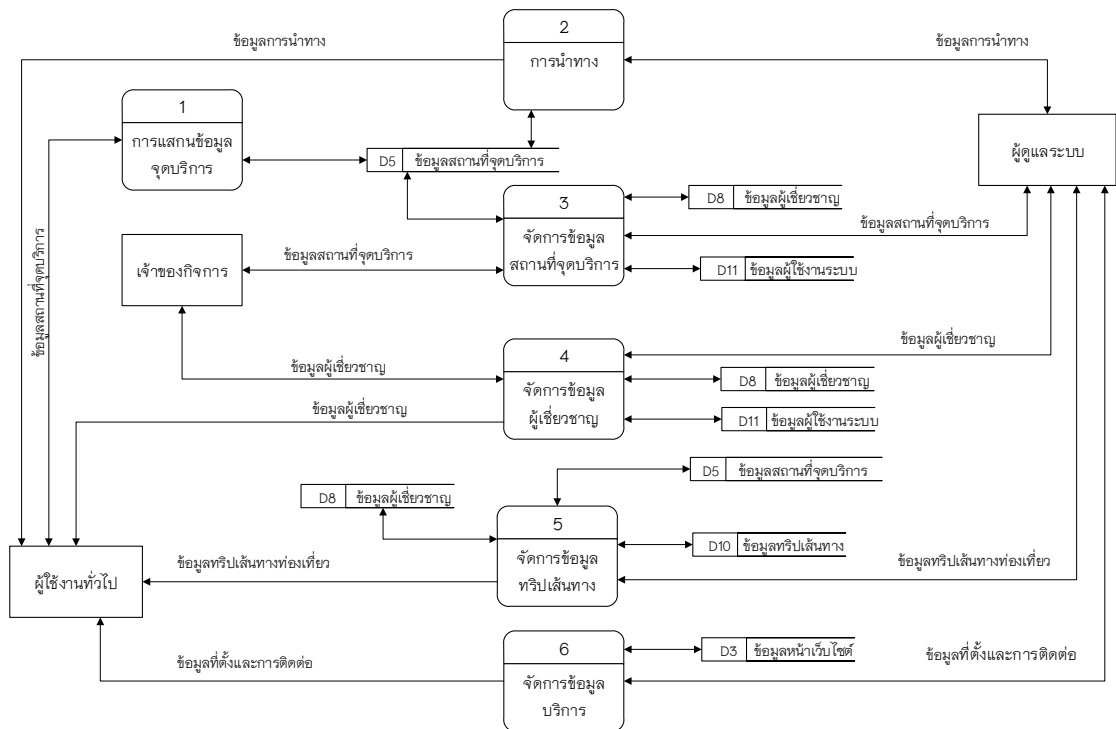 2
การนำทาง
ข้อมูลการนำทาง
ข้อมูลการนำทาง
1
การแสกนข้อมูล
จุดบริการ
D5 ข้อมูลสถานที่จุดบริการ
ผู้ดูแลระบบ
3
จัดการข้อมูล
สถานที่จุดบริการ
D8 ข้อมูลผู้เชี่ยวชาญ
ข้อมูลสถานที่จุดบริการ
D11 ข้อมูลผู้ใช้งานระบบ
ข้อมูลสถานที่จุดบริการ
เจ้าของกิจการ
ข้อมูลสถานที่จุดบริการ
4
จัดการข้อมูล
ผู้เชี่ยวชาญ
ข้อมูลผู้เชี่ยวชาญ
ข้อมูลผู้เชี่ยวชาญ
D8 ข้อมูลผู้เชี่ยวชาญ
ข้อมูลผู้เชี่ยวชาญ
D11 ข้อมูลผู้ใช้งานระบบ
D5 ข้อมูลสถานที่จุดบริการ
D8 ข้อมูลผู้เชี่ยวชาญ
5
จัดการข้อมูล
ทริปเส้นทาง
D10 ข้อมูลทริปเส้นทาง
ข้อมูลทริปเส้นทางท่องเที่ยว
ข้อมูลทริปเส้นทางท่องเที่ยว
ผู้ใช้งานทั่วไป
6
จัดการข้อมูล
บริการ
D3 ข้อมูลหน้าเว็บไซต์
ข้อมูลที่ตั้งและการติดต่อ
ข้อมูลที่ตั้งและการติดต่อ